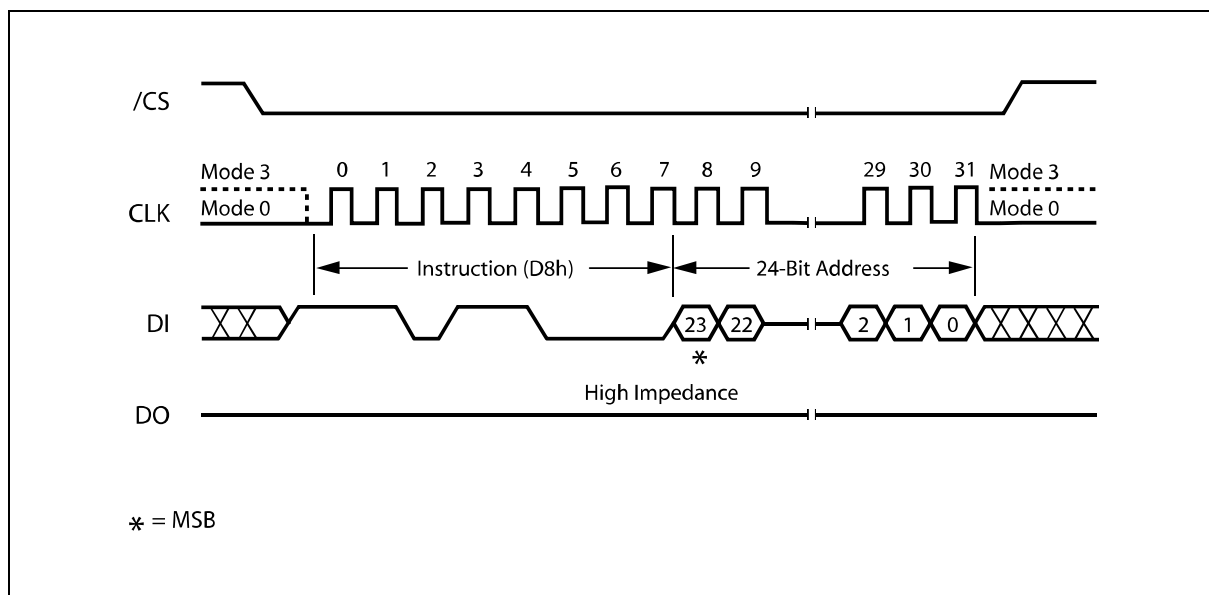 /CS
Mode 3 0 1 2 3 4 5 6 7 8 9 29 30 31 Mode 3
CLK Mode 0 Mode 0
Instruction (D8h) 24-Bit Address
DI 23 22 2 1 0
*
High Impedance
DO
* = MSB